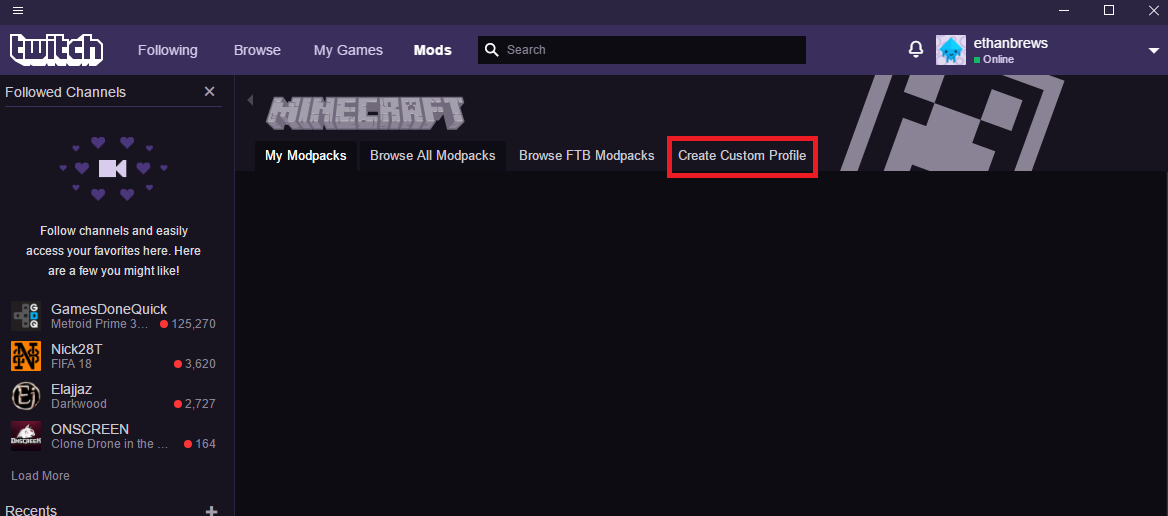 twitch
Following
Browse
My Games
Mods
Search
ethanbrews
Online
Followed Channels
MINECRAFT
My Modpacks
Browse All Modpacks
Browse FTB Modpacks
Create Custom Profile
Follow channels and easily
access your favorites here. Here
are a few you might like!
GDQ
GamesDoneQuick
Metroid Prime 3... 125,270
Nick28T
FIFA 18 3,620
Ej
Elajjaz
Darkwood 2,727
ONSCREEN
ONSCREEN
Clone Drone in the ... 164
Load More
Recents